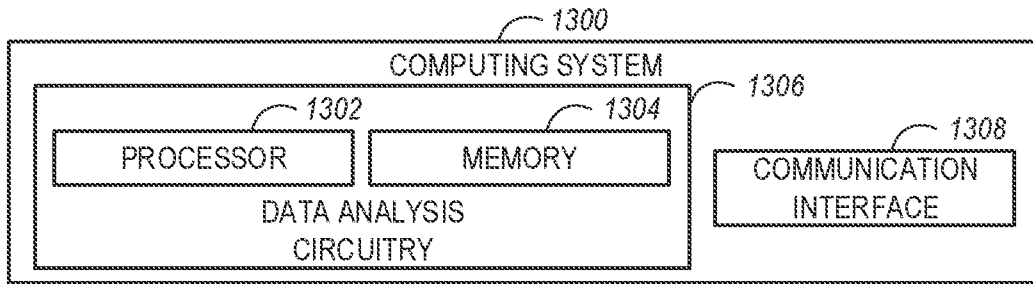 1300
COMPUTING SYSTEM
1306
1302
1304
1308
PROCESSOR
MEMORY
COMMUNICATION
INTERFACE
DATA ANALYSIS
CIRCUITRY